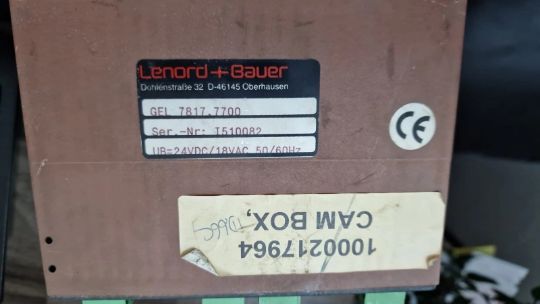 Lenord+Bauer
Dohlenstraße 32 D-46145 Oberhausen
GEL 7817.7700
Ser.-Nr: I510082
UB=24VDC/18VAC 50/60Hz
CE
1000217964
CAM BOX,